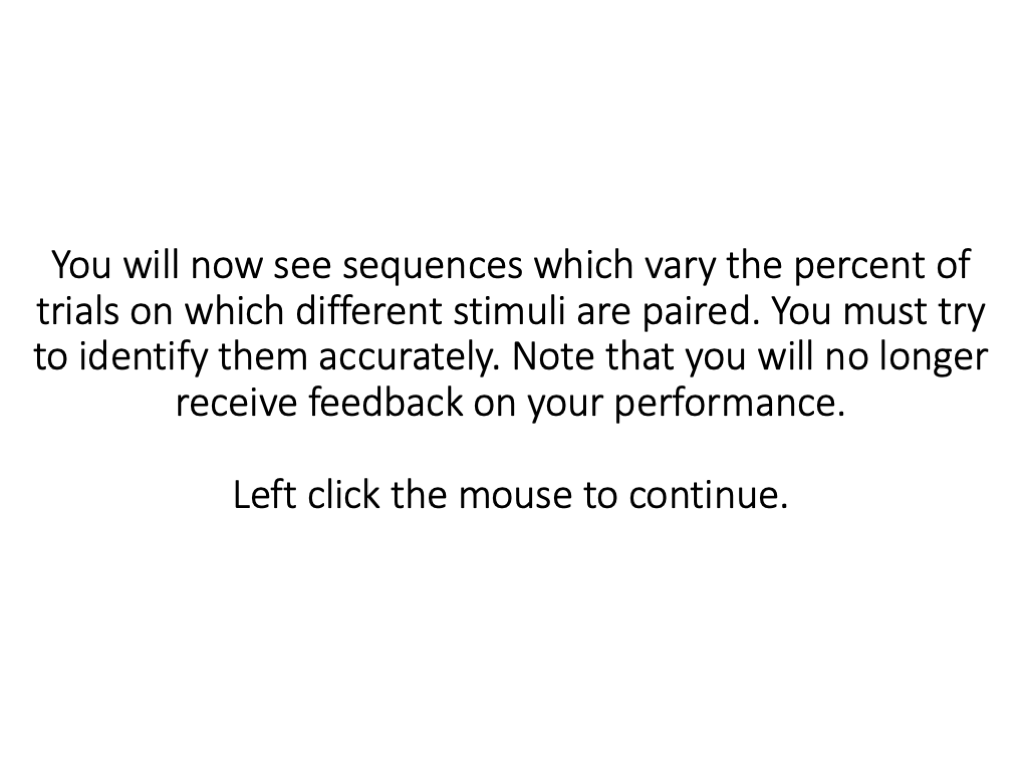 You will now see sequences which vary the percent of
trials on which different stimuli are paired. You must try
to identify them accurately. Note that you will no longer
receive feedback on your performance.
Left click the mouse to continue.